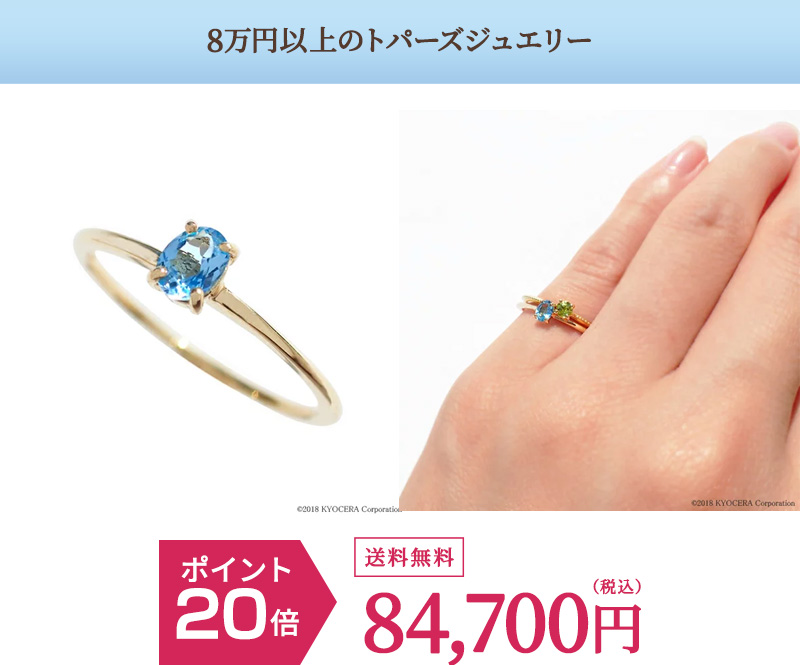 8万円以上のトパーズジュエリー
©2018 KYOCERA Corporation
©2018 KYOCERA Corporation
ポイント
20倍
送料無料
(税込)
84,700円